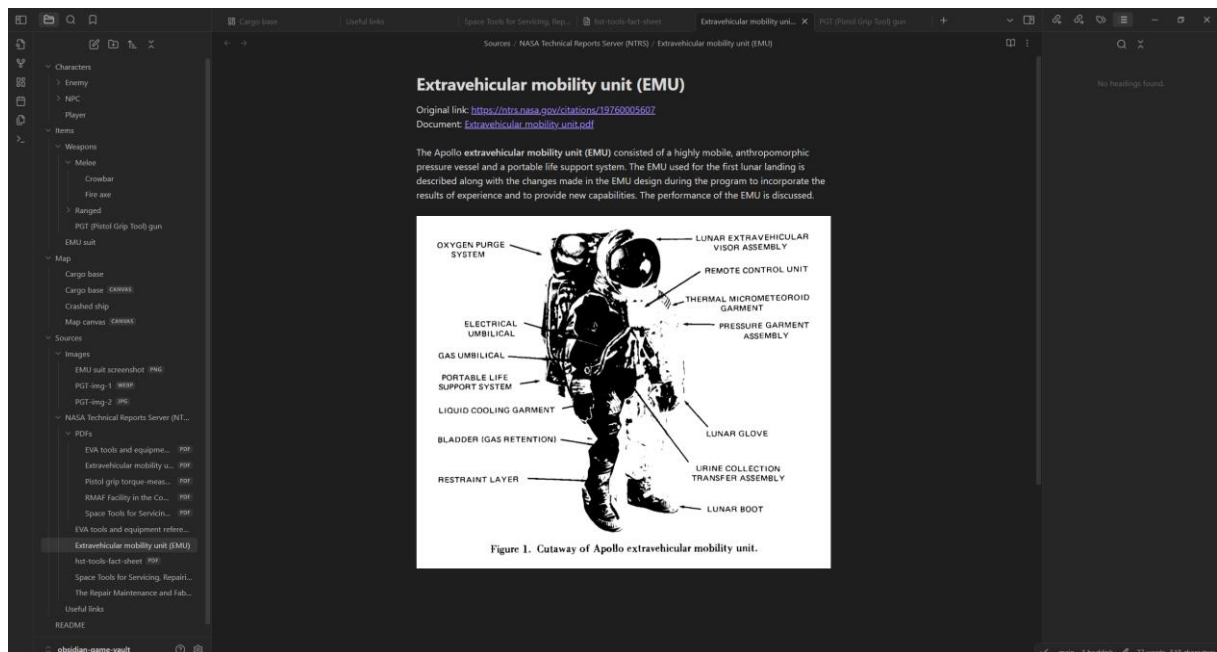 Cargo base
Useful links
Space Tools for Servicing, Rep...
hst-tools-fact-sheet
Extravehicular mobility uni...
PGT (Pistol Grip Tool) gun
Sources / NASA Technical Reports Server (NTRS) / Extravehicular mobility unit (EMU)
Characters
Enemy
NPC
Player
Items
Weapons
Melee
Crowbar
Fire axe
Ranged
PGT (Pistol Grip Tool) gun
EMU suit
Map
Cargo base
Cargo base CANVAS
Crashed ship
Map canvas CANVAS
Sources
Images
EMU suit screenshot PNG
PGT-img-1 WEBP
PGT-img-2 JPG
NASA Technical Reports Server (NT...
PDFs
EVA tools and equipme... PDF
Extravehicular mobility u... PDF
Pistol grip torque-meas... PDF
RMAF Facility in the Co... PDF
Space Tools for Servicin... PDF
EVA tools and equipment refere...
Extravehicular mobility unit (EMU)
hst-tools-fact-sheet PDF
Space Tools for Servicing, Repairi...
The Repair Maintenance and Fab...
Useful links
README
obsidian-game-vault
Extravehicular mobility unit (EMU)
Original link: https://ntrs.nasa.gov/citations/19760005607
Document: Extravehicular mobility unit.pdf
The Apollo extravehicular mobility unit (EMU) consisted of a highly mobile, anthropomorphic
pressure vessel and a portable life support system. The EMU used for the first lunar landing is
described along with the changes made in the EMU design during the program to incorporate the
results of experience and to provide new capabilities. The performance of the EMU is discussed.
OXYGEN PURGE
SYSTEM
ELECTRICAL
UMBILICAL
GAS UMBILICAL
PORTABLE LIFE
SUPPORT SYSTEM
LIQUID COOLING GARMENT
BLADDER (GAS RETENTION)
RESTRAINT LAYER
LUNAR EXTRAVEHICULAR
VISOR ASSEMBLY
REMOTE CONTROL UNIT
THERMAL MICROMETEOROID
GARMENT
PRESSURE GARMENT
ASSEMBLY
LUNAR GLOVE
URINE COLLECTION
TRANSFER ASSEMBLY
LUNAR BOOT
Figure 1. Cutaway of Apollo extravehicular mobility unit.
No headings found.